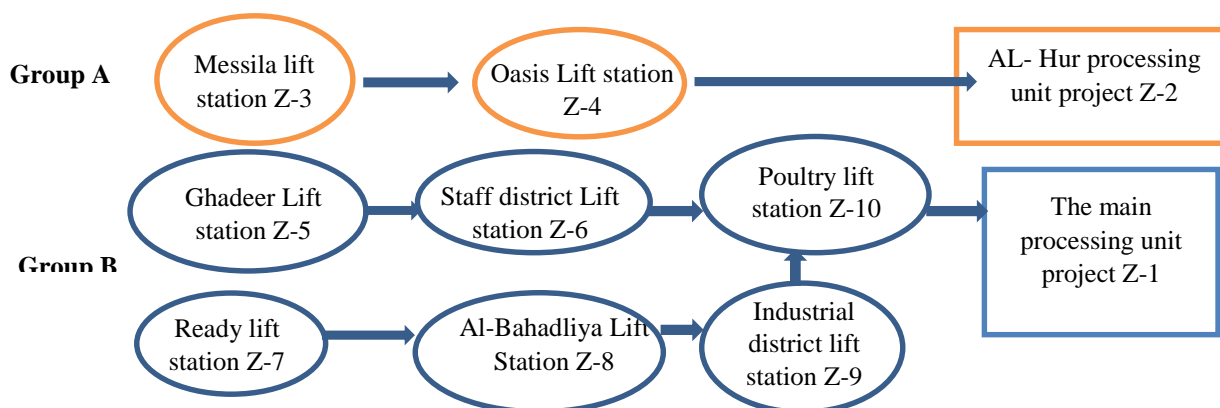 Group A
Messila lift
station Z-3
Oasis Lift station
Z-4
AL- Hur processing
unit project Z-2
Ghadeer Lift
station Z-5
Staff district Lift
station Z-6
Poultry lift
station Z-10
The main
processing unit
project Z-1
Group B
Ready lift
station Z-7
Al-Bahadliya Lift
Station Z-8
Industrial
district lift
station Z-9